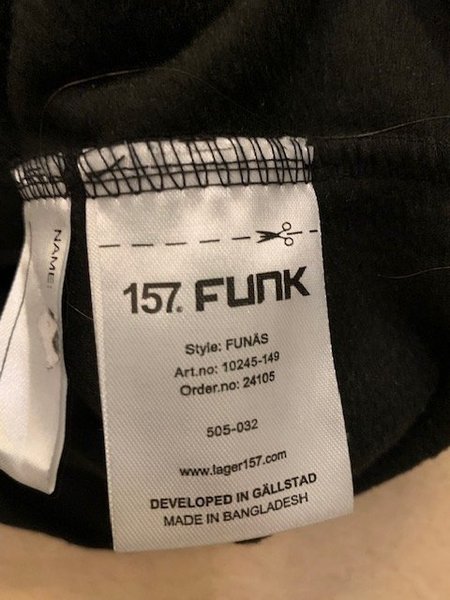 NAME:
157. FUNK
Style: FUNÄS
Art.no: 10245-149
Order.no: 24105
505-032
www.lager157.com
DEVELOPED IN GÄLLSTAD
MADE IN BANGLADESH